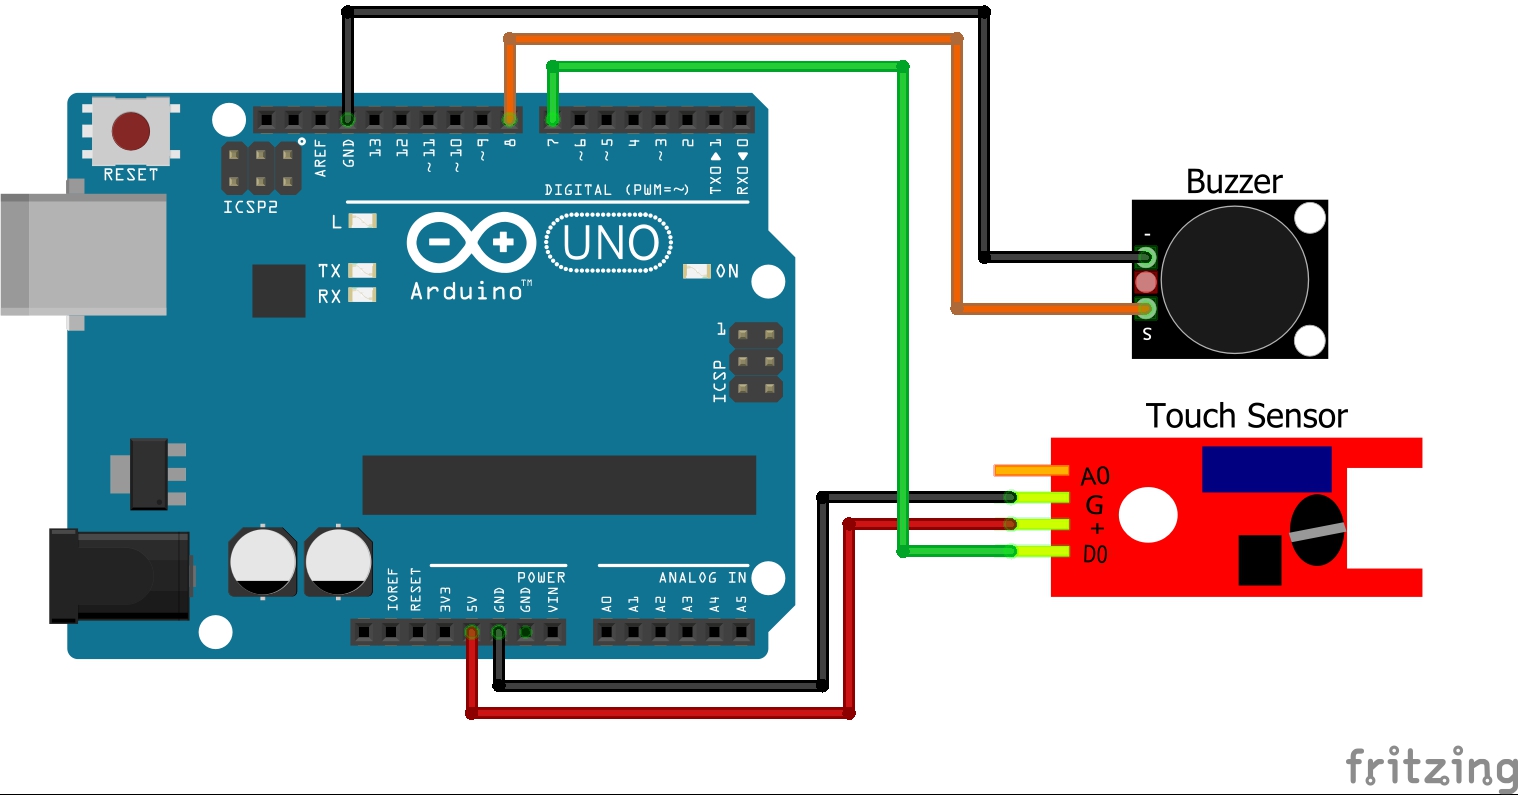 RESET
ICSP2
AREF
GND
13
12
~11
~10
~9
8
7
~6
~5
4
~3
2
TX0▶1
RX0◀0
DIGITAL (PWM=~)
L
TX
RX
Arduino™
UNO
ON
1
ICSP
IOREF
RESET
3V3
5V
GND
GND
VIN
POWER
ANALOG IN
A0
A1
A2
A3
A4
A5
Buzzer
-
S
Touch Sensor
A0
G
+
D0
fritzing